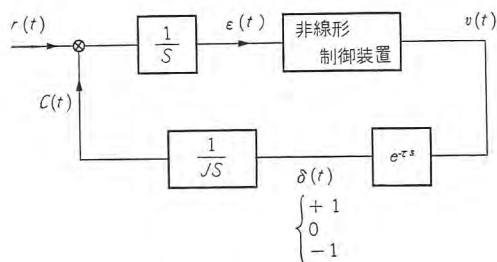 r(t)
1/S
ε(t)
非線形
制御装置
v(t)
C(t)
1/JS
δ(t)
e^-τs
+1
0
-1